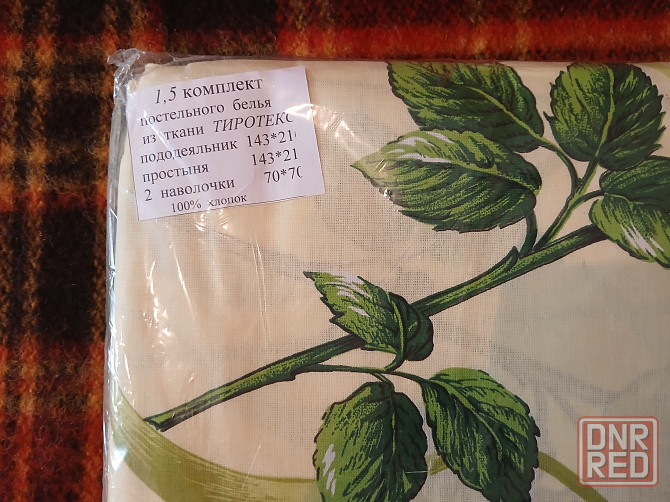 1,5 комплект
постельного белья
из ткани ТИРОТЕКС
пододеяльник 143*21
простыня 143*21
2 наволочки 70*70
100% хлопок
DNR
RED